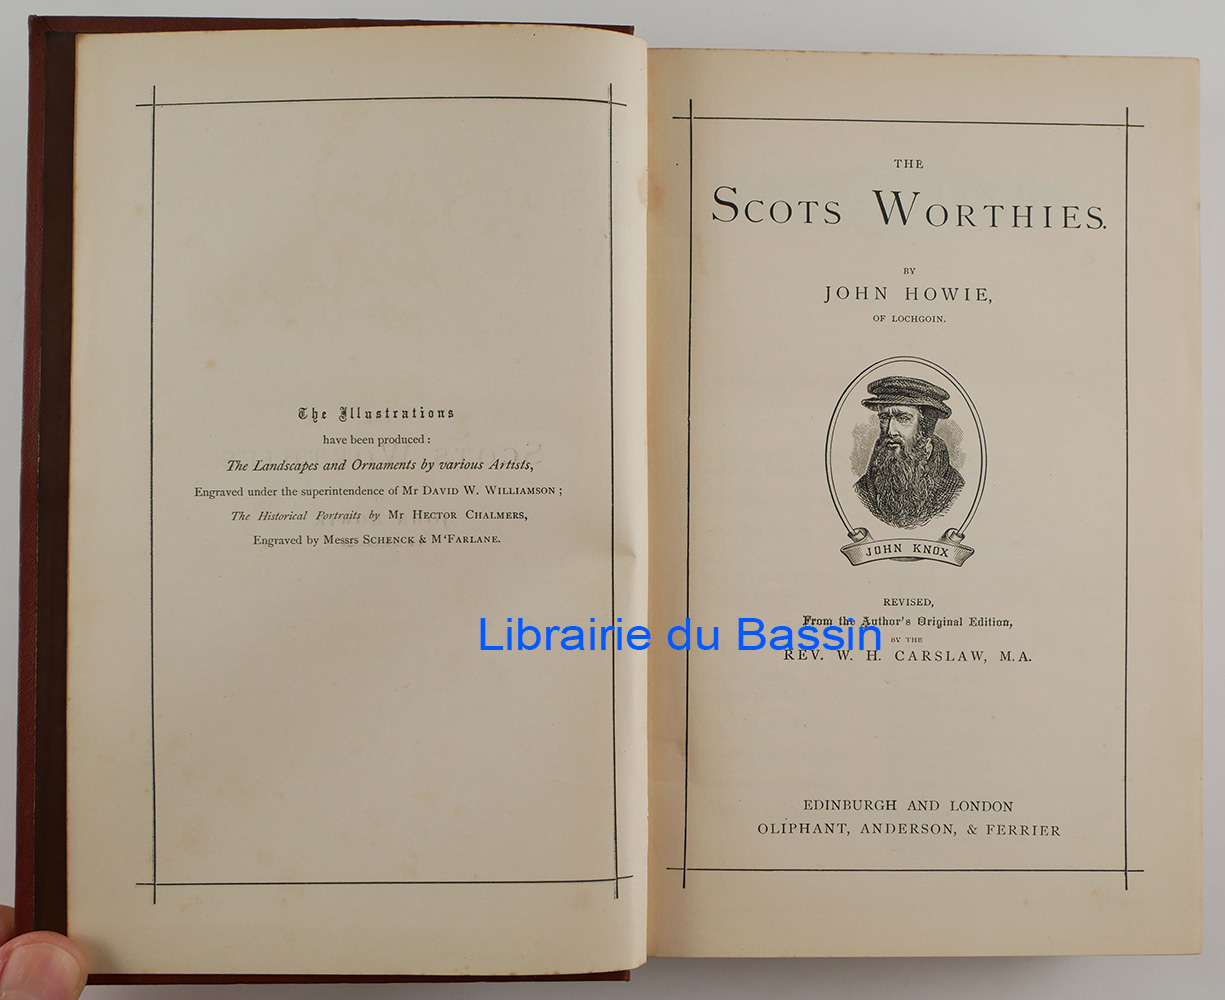 The Illustrations
have been produced:
The Landscapes and Ornaments by various Artists,
Engraved under the superintendence of Mr DAVID W. WILLIAMSON;
The Historical Portraits by Mr HECTOR CHALMERS,
Engraved by Messrs SCHENCK & M‘FARLANE.
THE
SCOTS WORTHIES.
BY
JOHN HOWIE,
OF LOCHGOIN.
JOHN KNOX
REVISED,
From the Author's Original Edition,
BY THE
REV. W. H. CARSLAW, M.A.
EDINBURGH AND LONDON
OLIPHANT, ANDERSON, & FERRIER
Librairie du Bassin